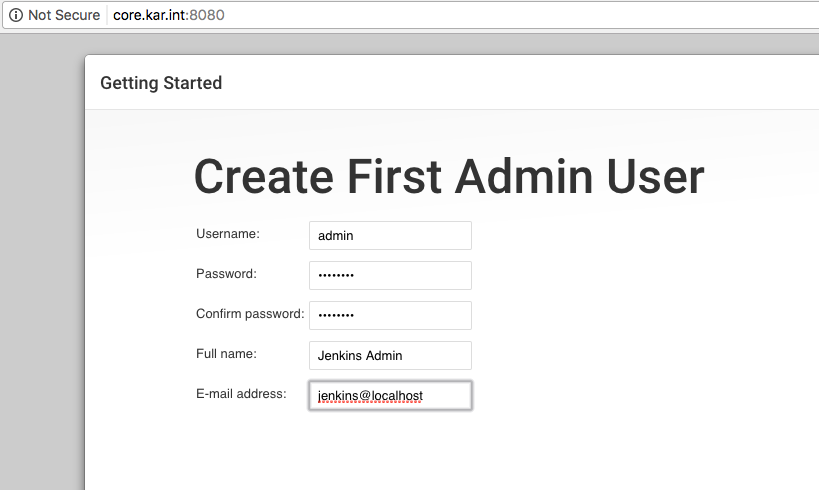 Not Secure core.kar.int:8080
Getting Started
Create First Admin User
Username: admin
Password: ••••••••
Confirm password: ••••••••
Full name: Jenkins Admin
E-mail address: jenkins@localhost